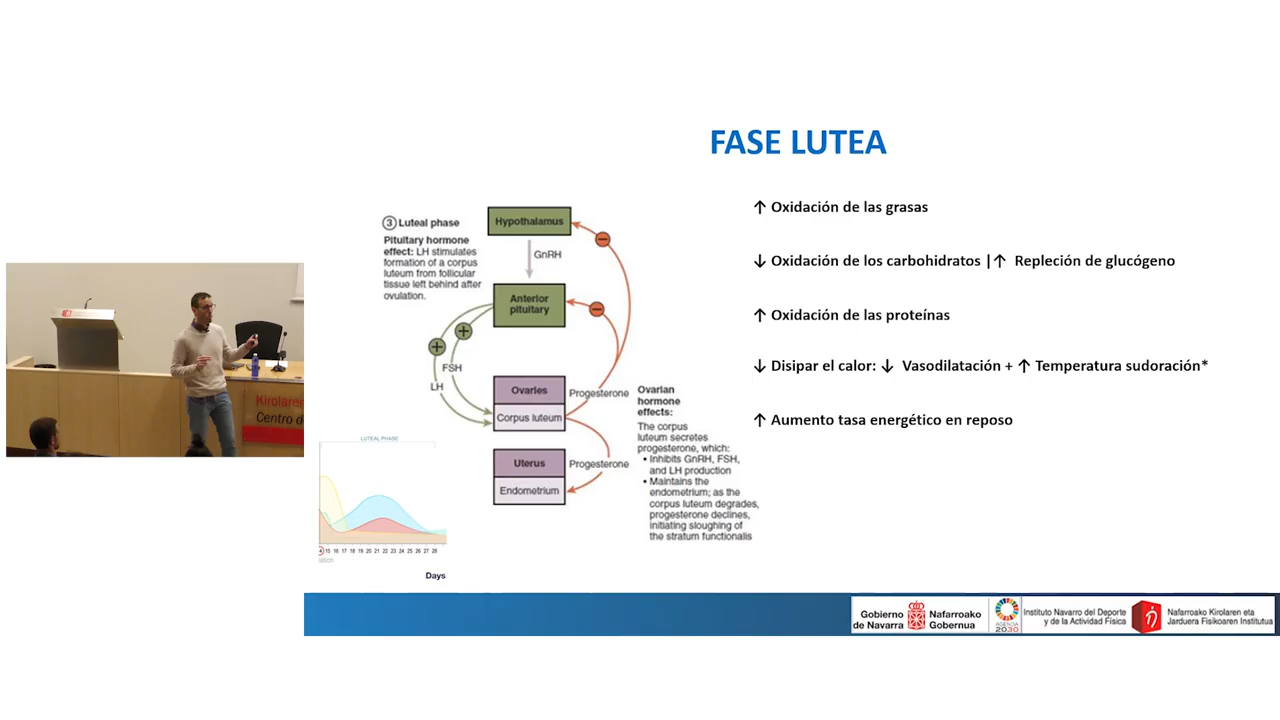 FASE LUTEA
③ Luteal phase
Pituitary hormone
effect: LH stimulates
formation of a corpus
luteum from follicular
tissue left behind after
ovulation.
Hypothalamus
GnRH
Anterior
pituitary
FSH
LH
Ovaries
Corpus luteum
Progesterone
Uterus
Endometrium
Progesterone
Ovarian
hormone
effects:
The corpus
luteum secretes
progesterone, which:
• Inhibits GnRH, FSH,
and LH production
• Maintains the
endometrium; as the
corpus luteum degrades,
progesterone declines,
initiating sloughing of
the stratum functionalis
↑ Oxidación de las grasas
↓ Oxidación de los carbohidratos |↑ Repleción de glucógeno
↑ Oxidación de las proteínas
↓ Disipar el calor: ↓ Vasodilatación + ↑ Temperatura sudoración*
↑ Aumento tasa energético en reposo
Kirolaren
Centro de
LUTEAL PHASE
4 15 16 17 18 19 20 21 22 23 24 25 26 27 28
Days
Gobierno
de Navarra
Nafarroako
Gobernua
AGENDA
2030
Instituto Navarro del Deporte
y de la Actividad Física
Nafarroako Kirolaren eta
Jarduera Fisikoaren Institutua